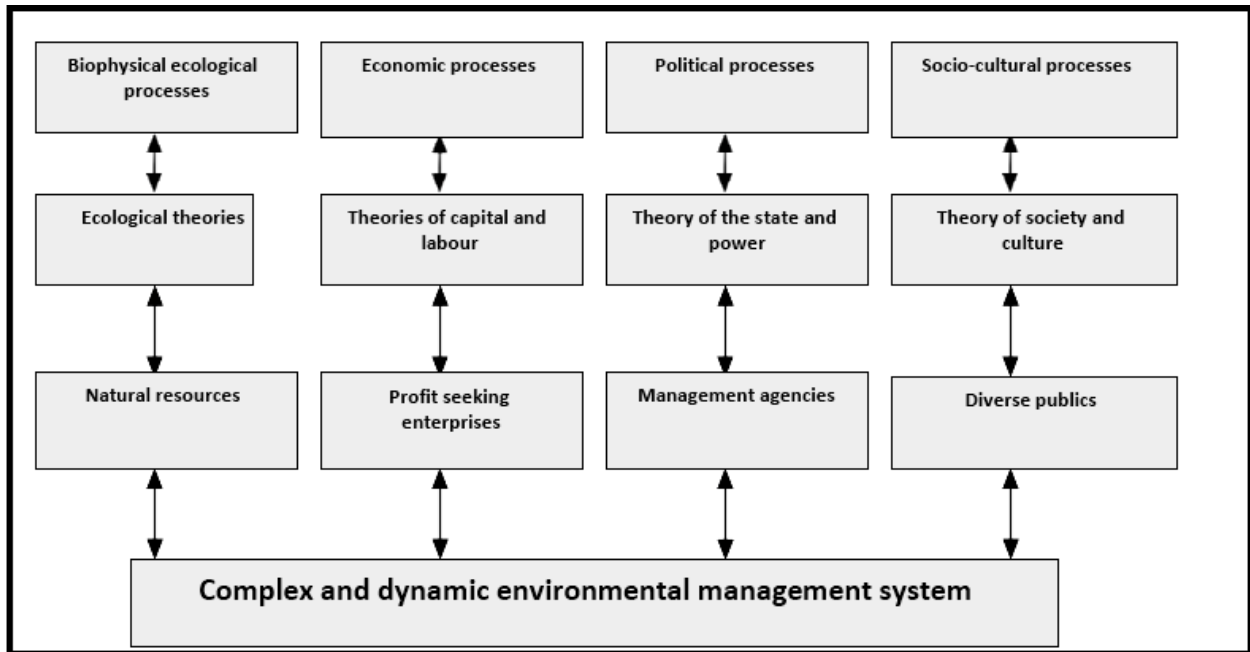 Biophysical ecological
processes
Economic processes
Political processes
Socio-cultural processes
Ecological theories
Theories of capital and
labour
Theory of the state and
power
Theory of society and
culture
Natural resources
Profit seeking
enterprises
Management agencies
Diverse publics
Complex and dynamic environmental management system